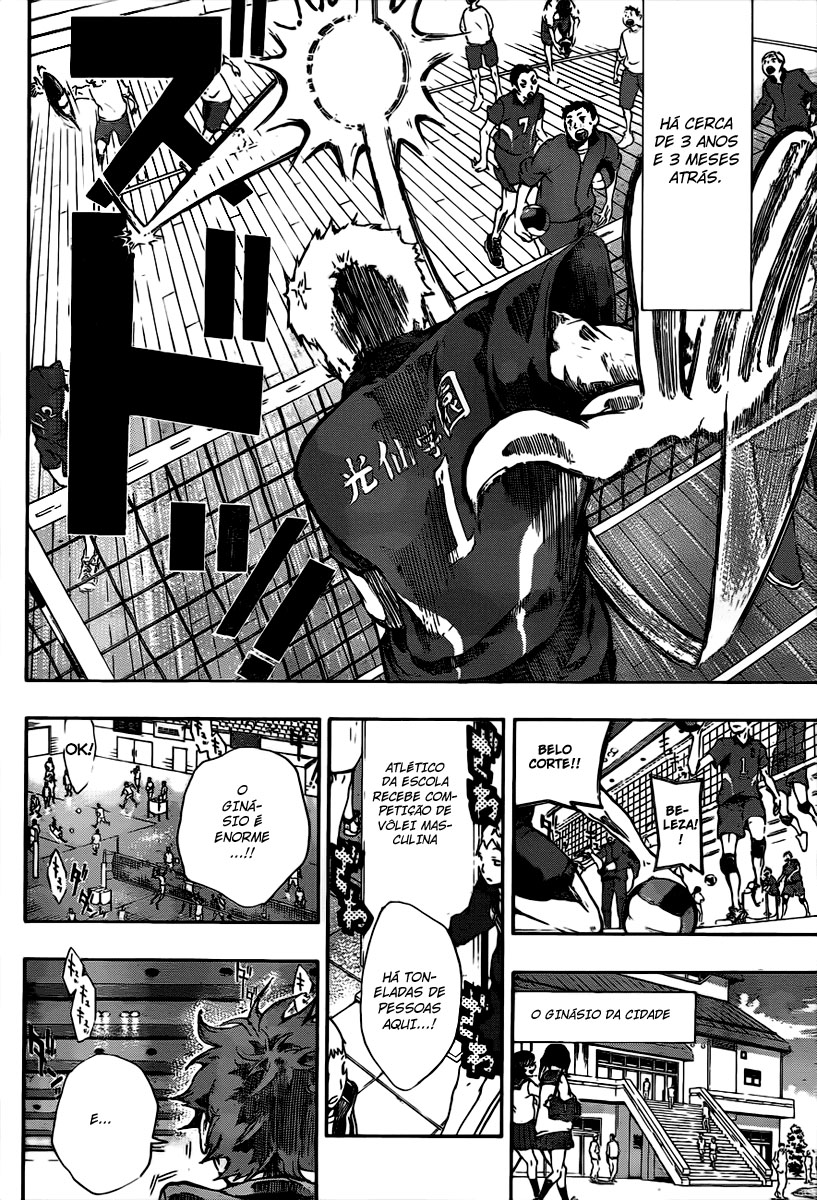 HÁ CERCA
DE 3 ANOS
E 3 MESES
ATRÁS.
ズ
ド
ッ
!!
7
光仙学園
1
BELO
CORTE!!
BE-
LEZA!
!
1
ATLÉTICO
DA ESCOLA
RECEBE COM-
PETIÇÃO DE
VÔLEI MAS-
CULINA
OK!
O
GINÁ-
SIO É
ENORME
...!!
O GINÁSIO DA CIDADE
HÁ TON-
ELADAS DE
PESSOAS
AQUI...!
E...